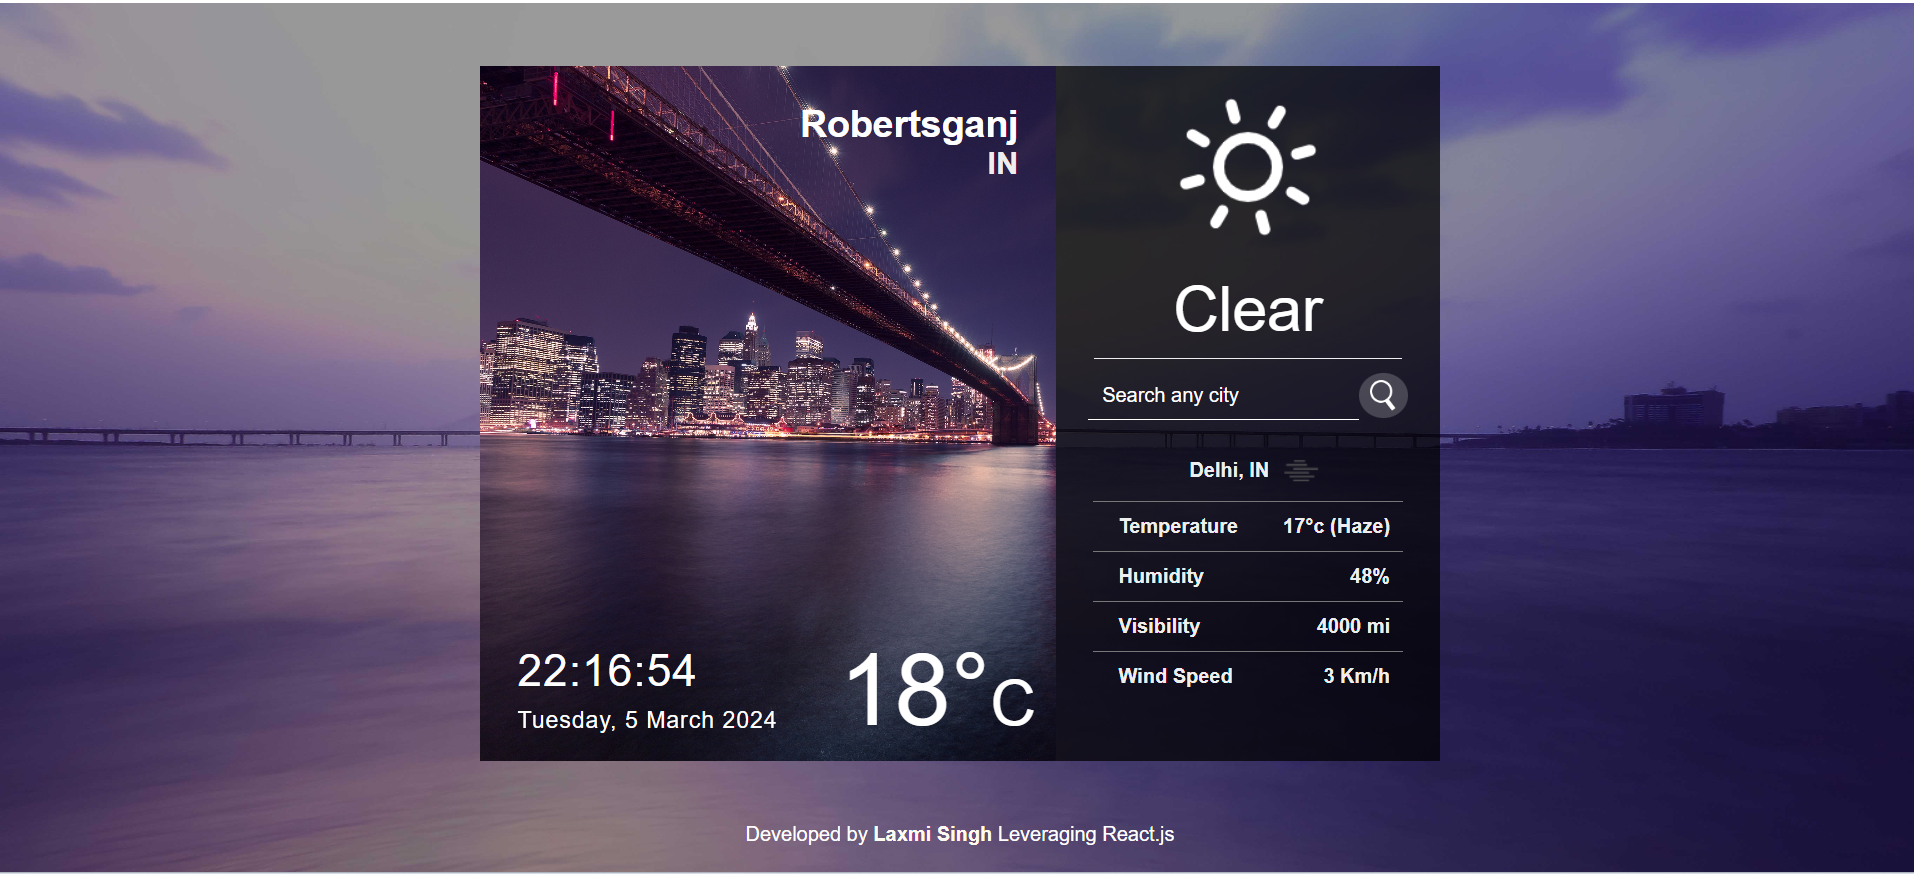 Robertsganj
IN
22:16:54
Tuesday, 5 March 2024
18°C
Clear
Search any city
Delhi, IN
Temperature 17°c (Haze)
Humidity 48%
Visibility 4000 mi
Wind Speed 3 Km/h
Developed by Laxmi Singh Leveraging React.js